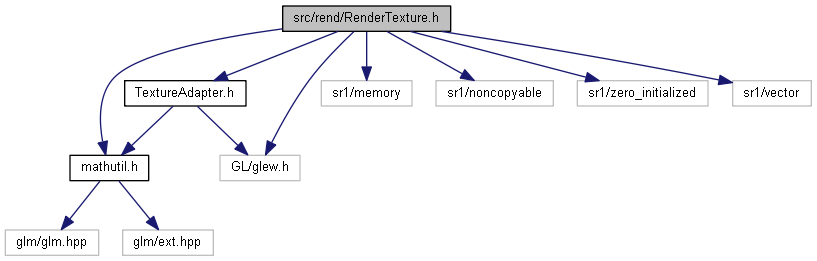 src/rend/RenderTexture.h
TextureAdapter.h
sr1/memory
sr1/noncopyable
sr1/zero_initialized
sr1/vector
mathutil.h
GL/glew.h
glm/glm.hpp
glm/ext.hpp